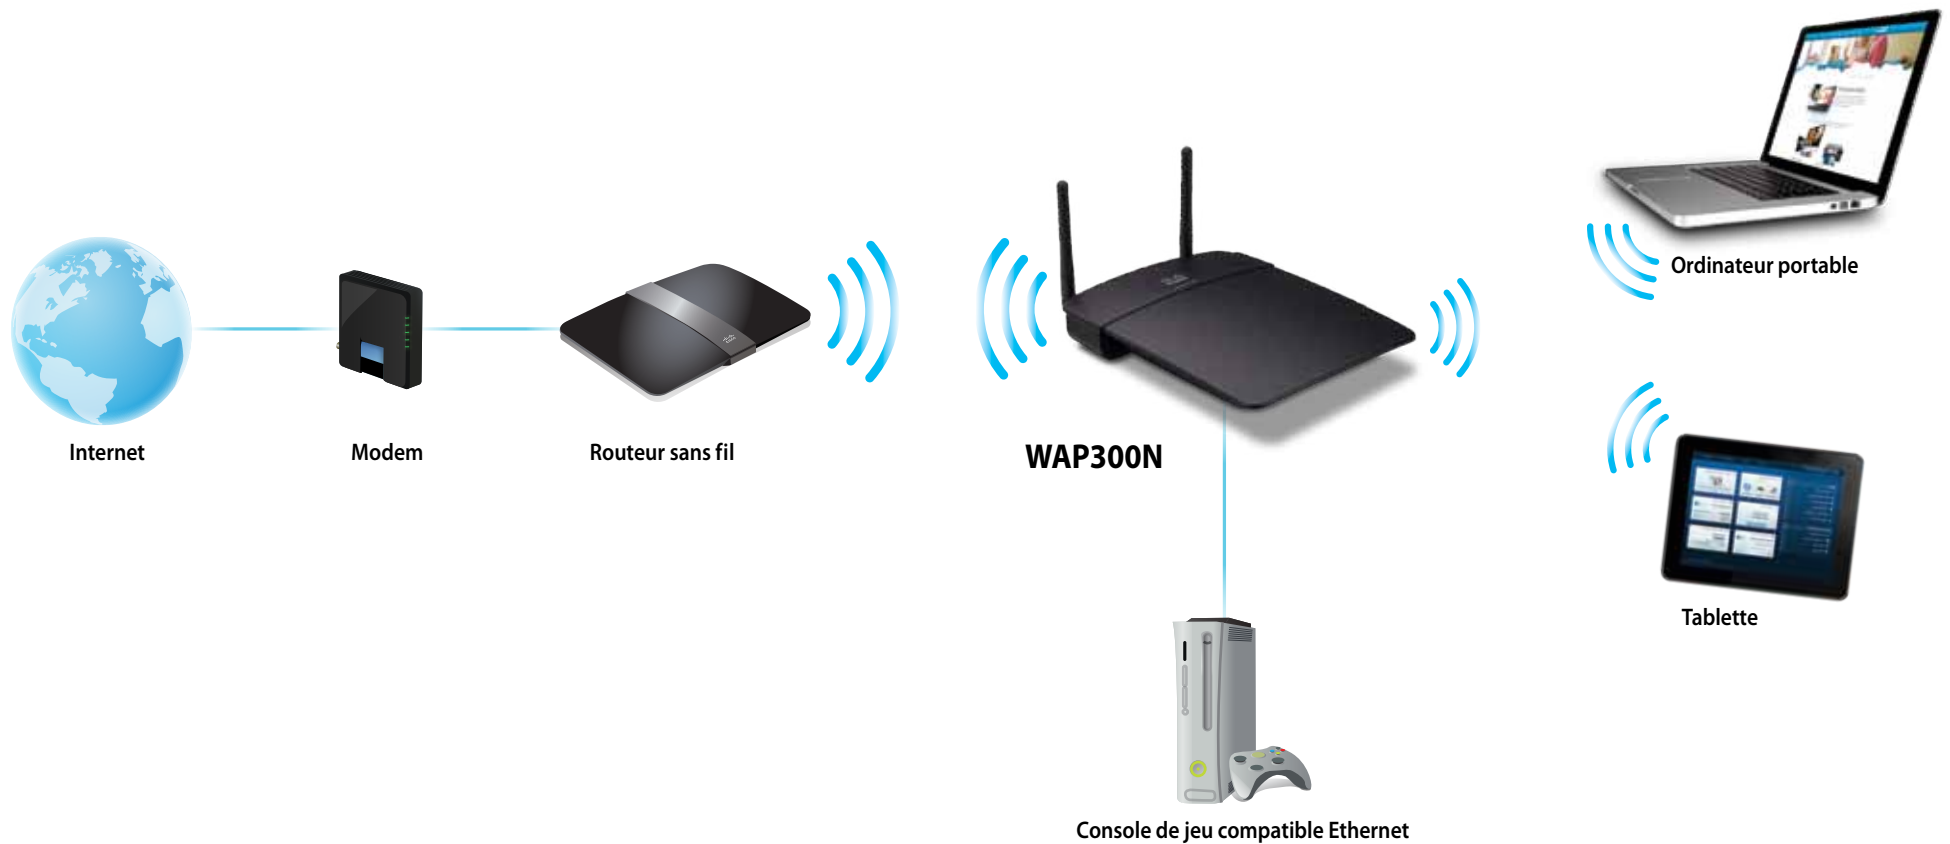 Internet
Modem
Routeur sans fil
WAP300N
Ordinateur portable
Tablette
Console de jeu compatible Ethernet